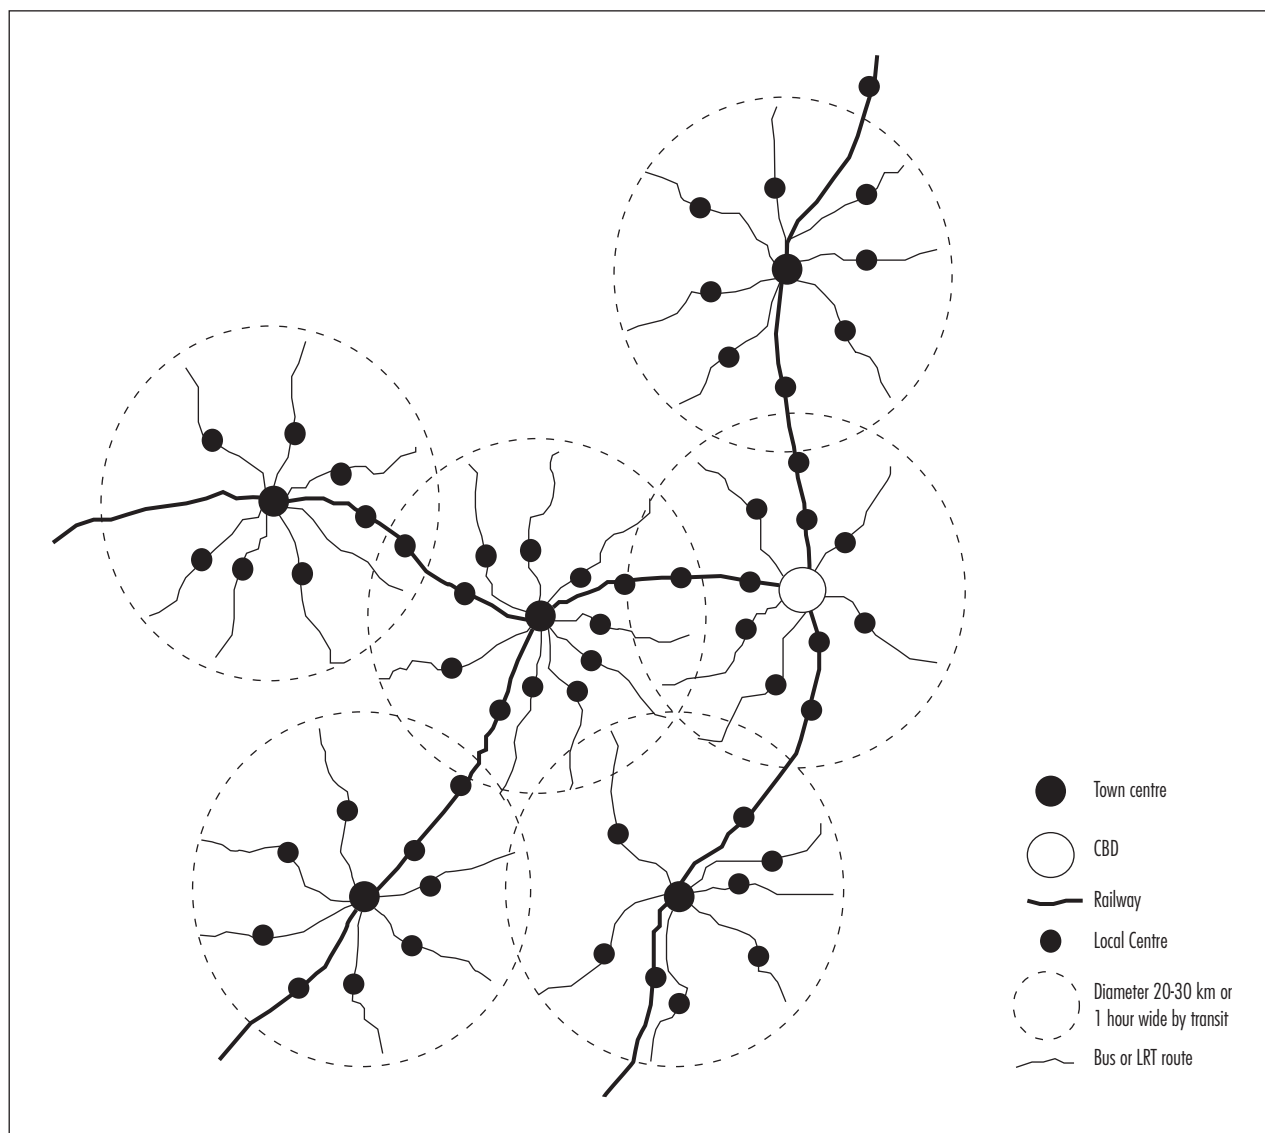 Town centre
CBD
Railway
Local Centre
Diameter 20-30 km or
1 hour wide by transit
Bus or LRT route